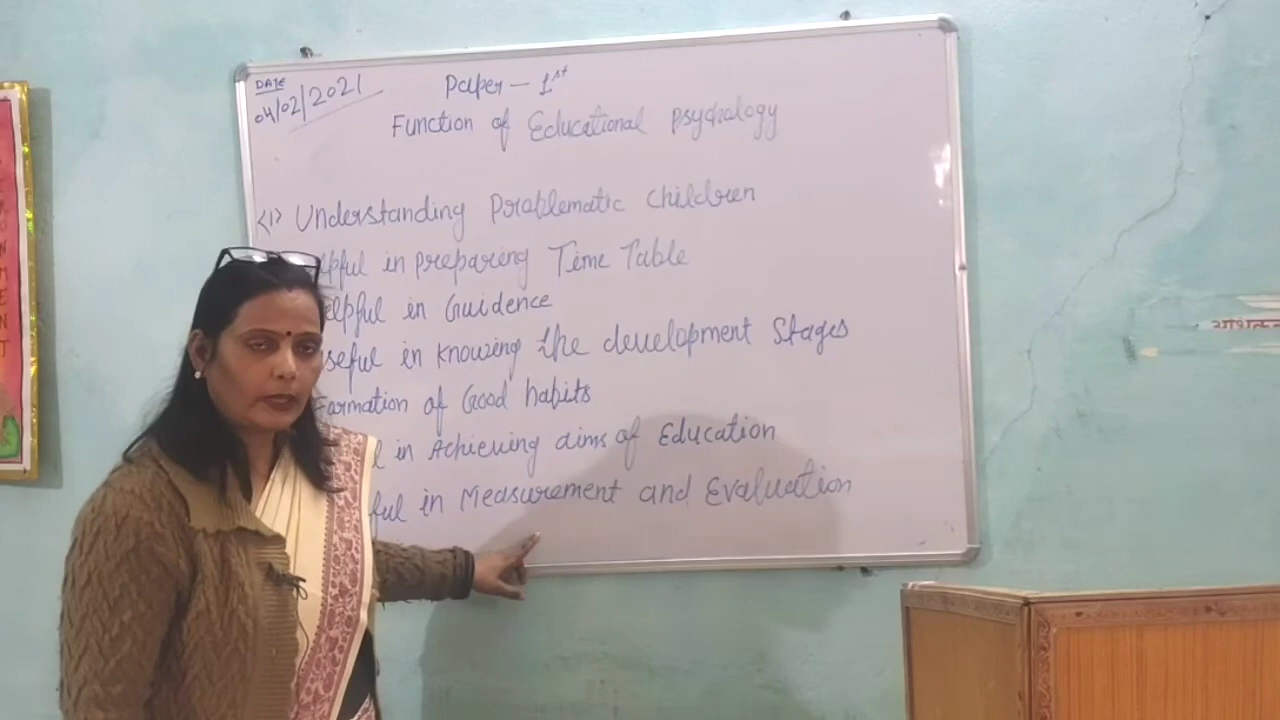 DATE
04/02/2021
Paper - 1st
Function of Educational Psychology
<1> Understanding Problematic Children
lpful in preparing Time Table
elpful in Guidence
seful in Knowing the development Stages
Farmation of Good habits
l in Achieving aims of Education
ful in Measurement and Evaluation